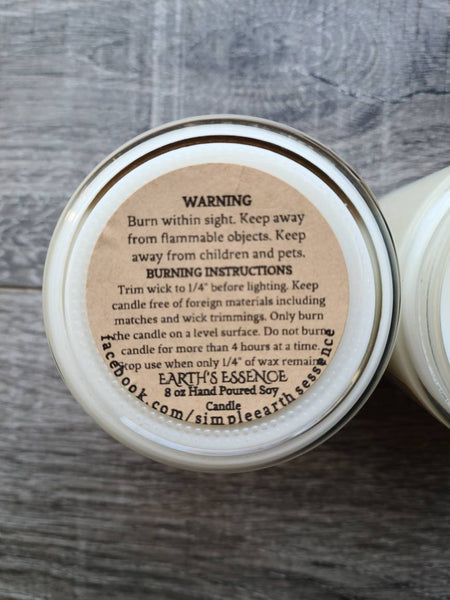 WARNING
Burn within sight. Keep away
from flammable objects. Keep
away from children and pets.
BURNING INSTRUCTIONS
Trim wick to 1/4" before lighting. Keep
candle free of foreign materials including
matches and wick trimmings. Only burn
the candle on a level surface. Do not burn
candle for more than 4 hours at a time.
Stop use when only 1/4" of wax remains
EARTH'S ESSENCE
8 oz Hand Poured Soy
Candle
facebook.com/simpleearthsessence